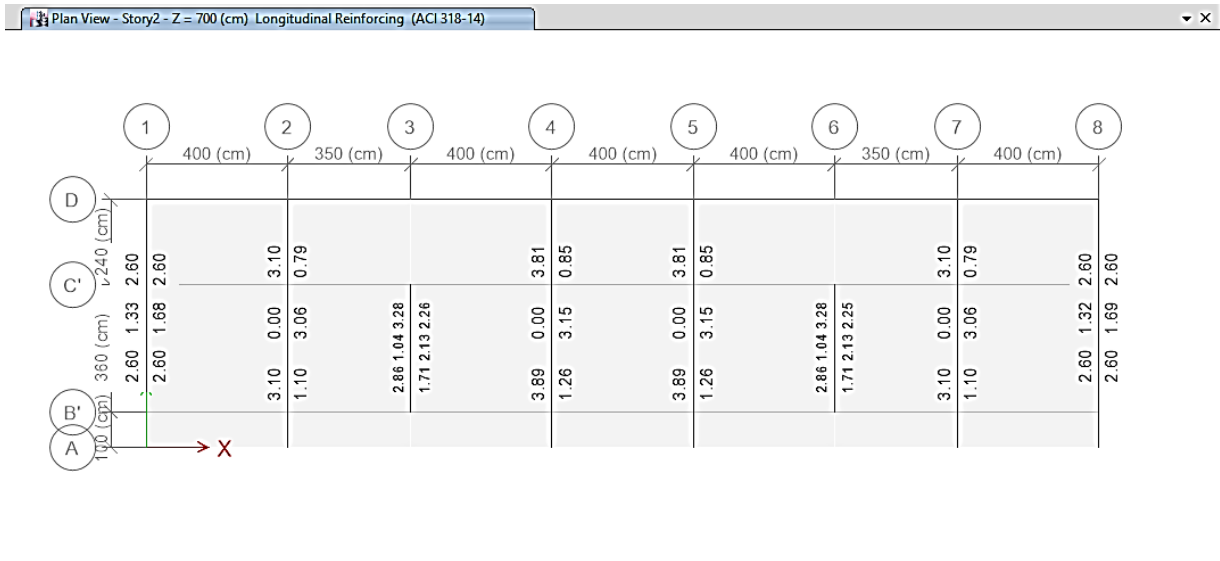 Plan View - Story2 - Z = 700 (cm)  Longitudinal Reinforcing  (ACI 318-14)
1 2 3 4 5 6 7 8
400 (cm) 350 (cm) 400 (cm) 400 (cm) 400 (cm) 350 (cm) 400 (cm)
D
240 (cm)
C'
360 (cm)
B'
100 (cm)
A
X
2.60 1.33 2.60
2.60 1.68 2.60
3.10 0.00 3.10
1.10 3.06 0.79
2.86 1.04 3.28
1.71 2.13 2.26
3.89 0.00 3.81
1.26 3.15 0.85
3.89 0.00 3.81
1.26 3.15 0.85
2.86 1.04 3.28
1.71 2.13 2.25
3.10 0.00 3.10
1.10 3.06 0.79
2.60 1.32 2.60
2.60 1.69 2.60